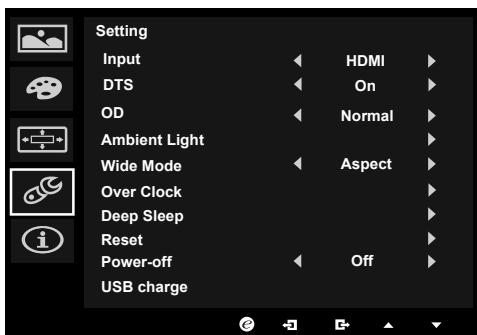 Setting
Input HDMI
DTS On
OD Normal
Ambient Light
Wide Mode Aspect
Over Clock
Deep Sleep
Reset
Power-off Off
USB charge